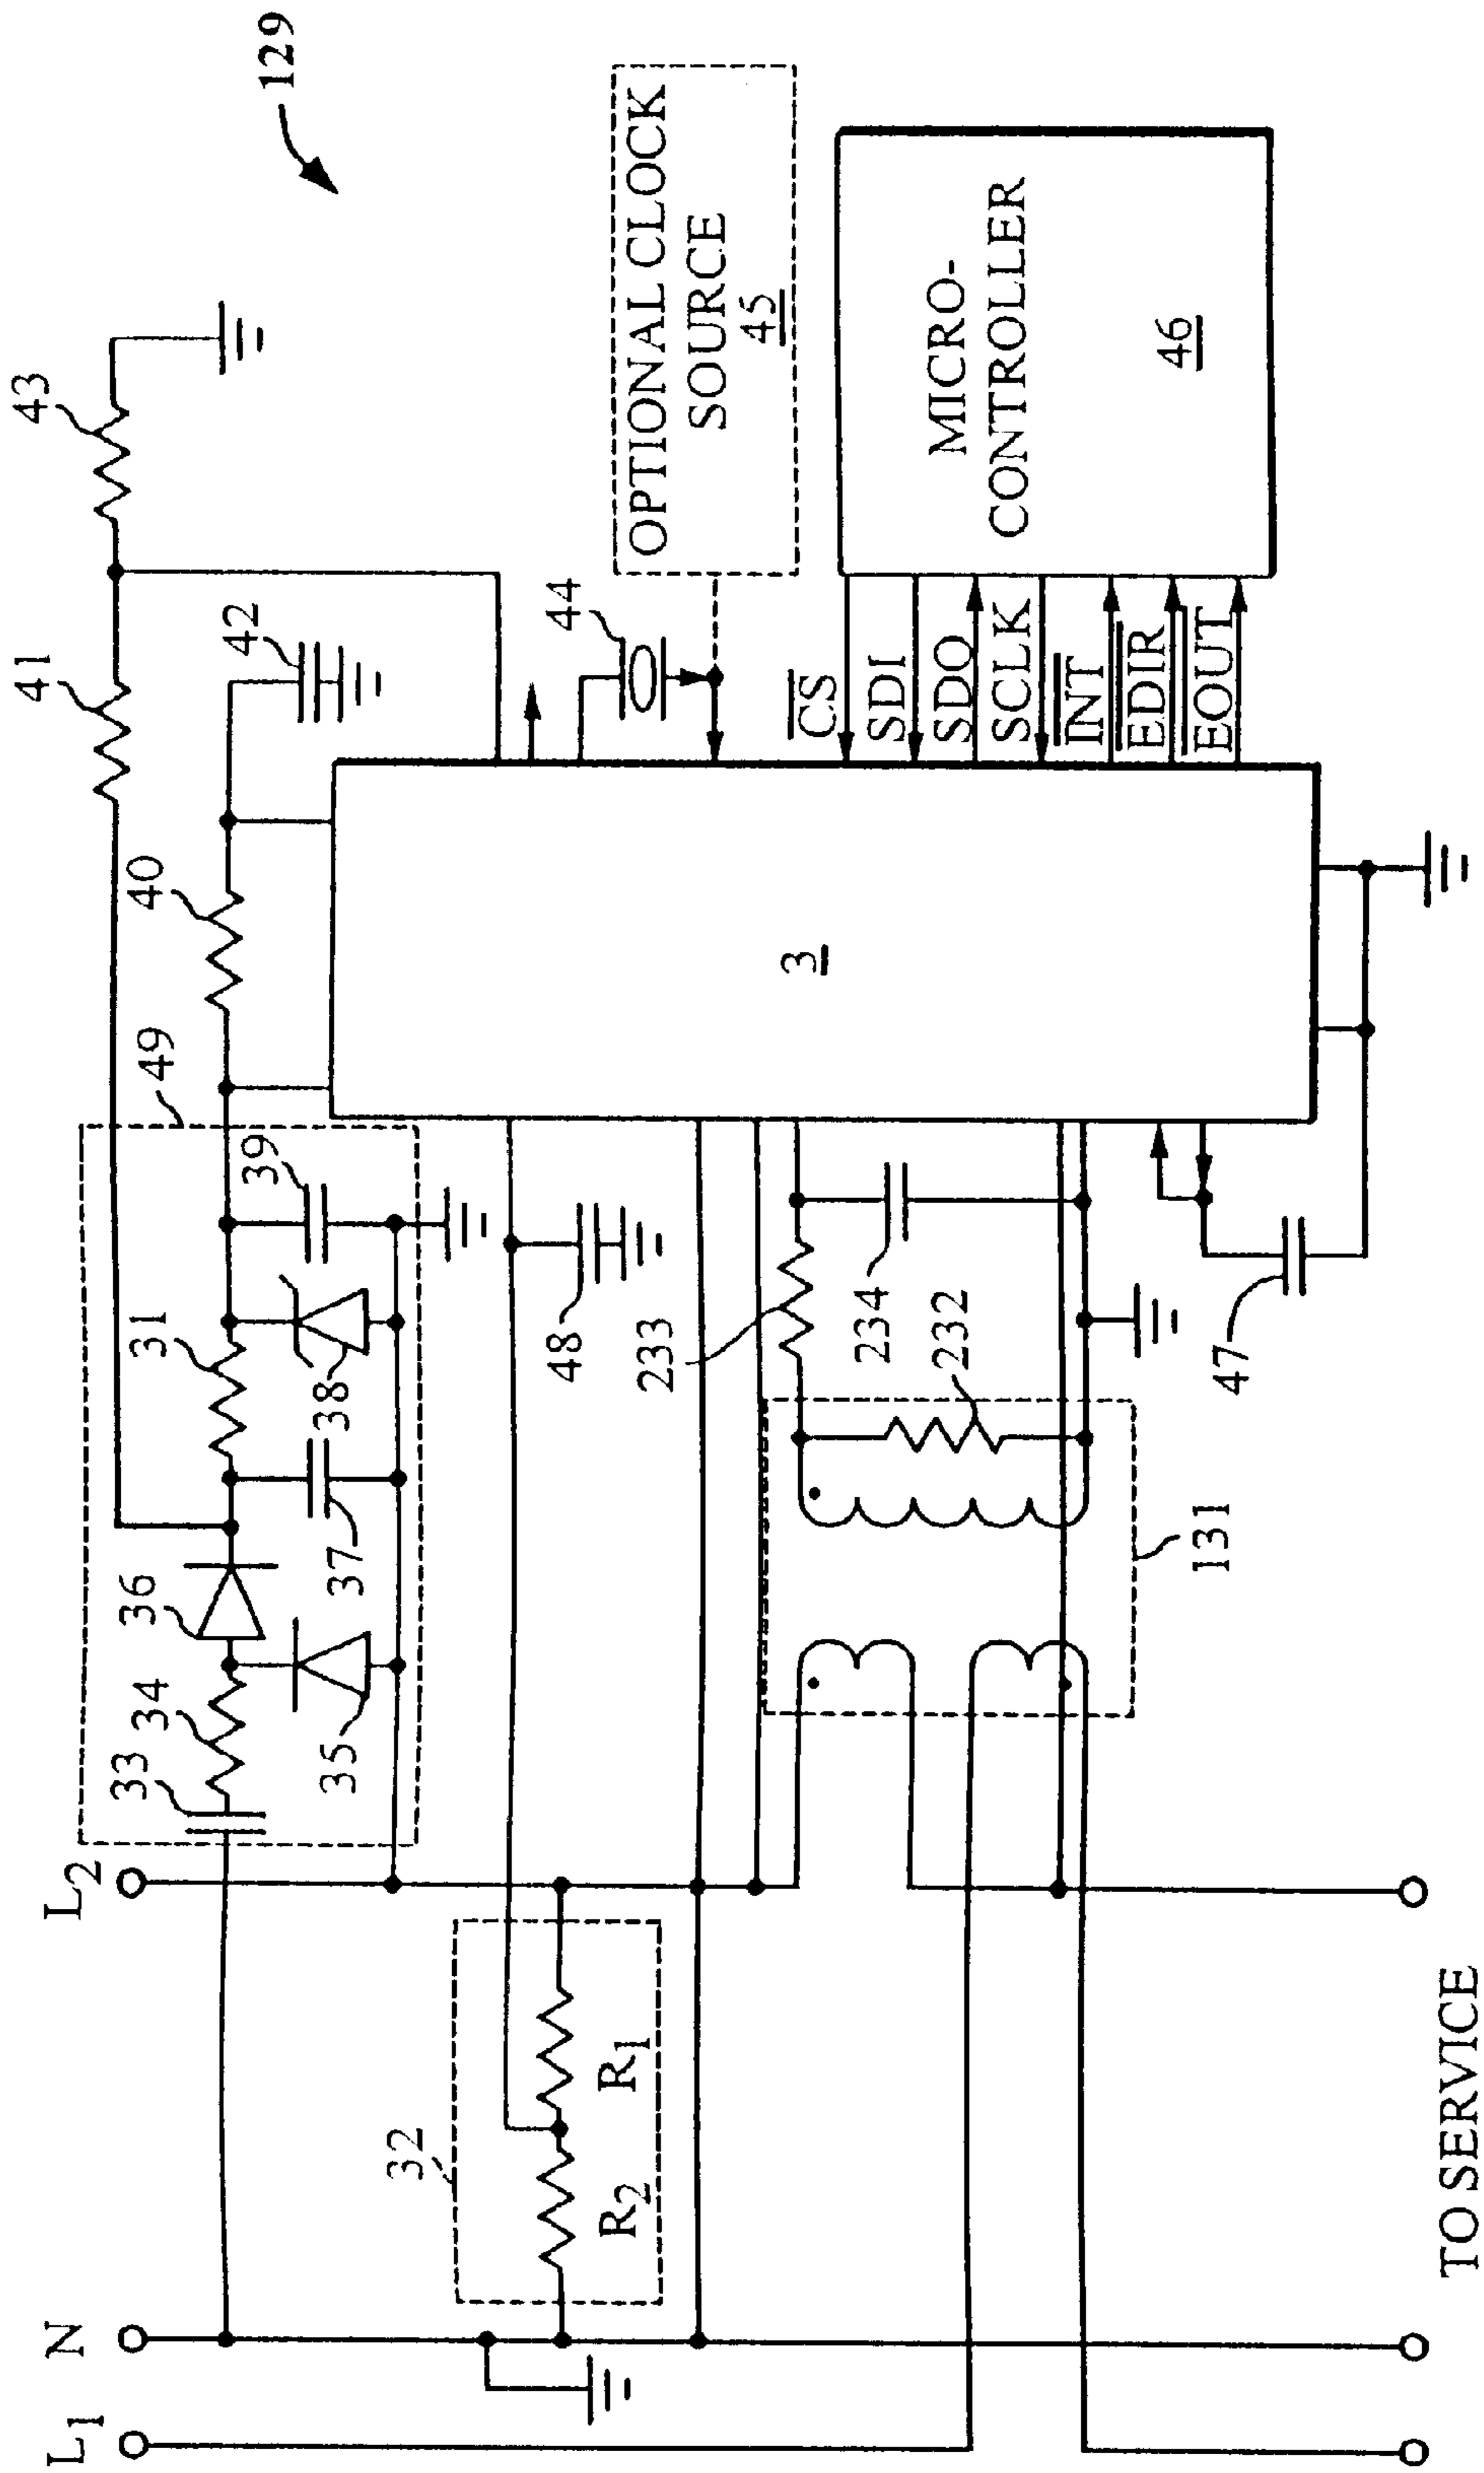 129
L1
N
L2
33
34
35
36
37
31
38
39
49
40
41
42
43
44
OPTIONAL CLOCK
SOURCE
45
MICRO-
CONTROLLER
46
CS
SDI
SDO
SCLK
INT
EDIR
EOUT
3
32
R2
R1
48
233
234
232
131
47
TO SERVICE